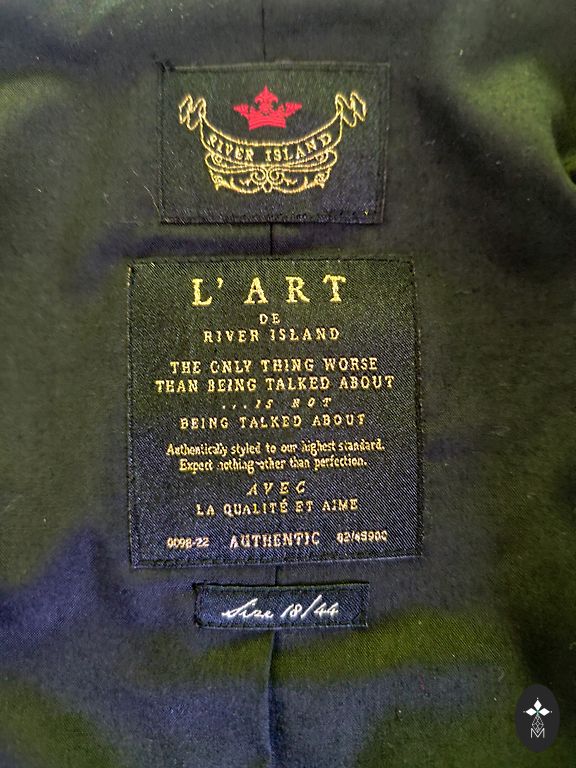 RIVER ISLAND
L'ART
DE
RIVER ISLAND
THE ONLY THING WORSE
THAN BEING TALKED ABOUT
...IS NOT
BEING TALKED ABOUT
Authentically styled to our highest standard.
Expect nothing other than perfection.
AVEC
LA QUALITÉ ET AIME
0098-22 AUTHENTIC
Size 18/44
M